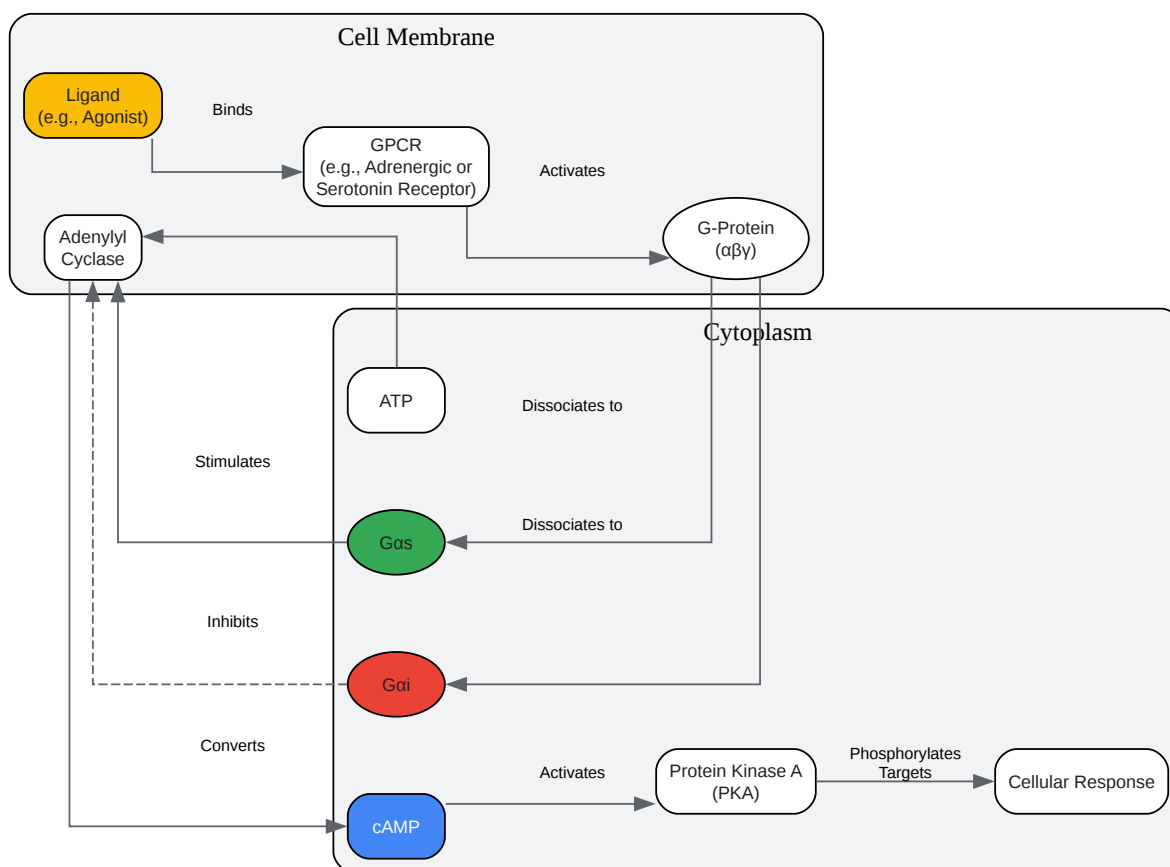 Cell Membrane
Ligand
(e.g., Agonist)
Binds
GPCR
(e.g., Adrenergic or
Serotonin Receptor)
Activates
G-Protein
(αβγ)
Adenylyl
Cyclase
Cytoplasm
ATP
Dissociates to
Stimulates
Dissociates to
Gαs
Inhibits
Gαi
Converts
cAMP
Activates
Protein Kinase A
(PKA)
Phosphorylates
Targets
Cellular Response